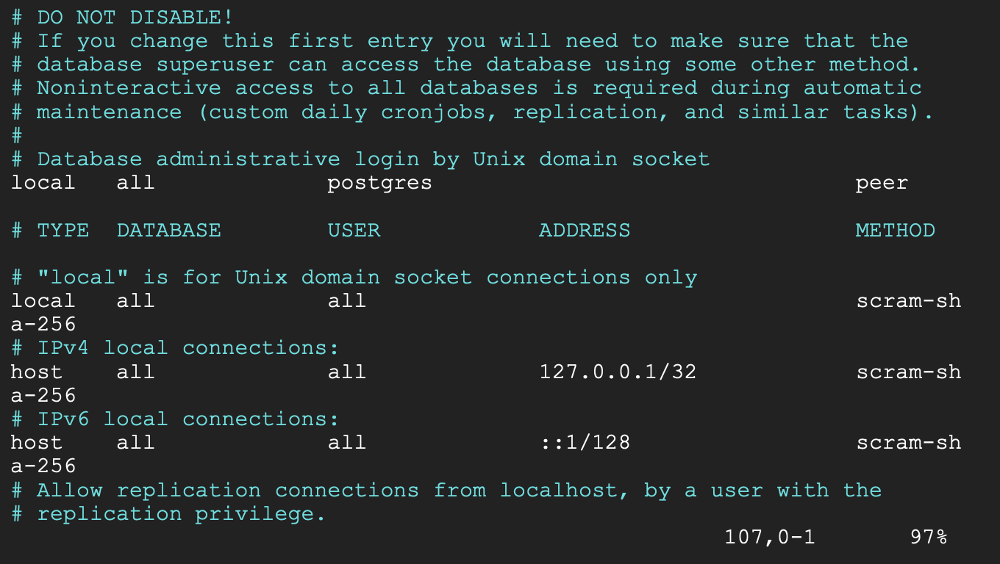 # DO NOT DISABLE!
# If you change this first entry you will need to make sure that the
# database superuser can access the database using some other method.
# Noninteractive access to all databases is required during automatic
# maintenance (custom daily cronjobs, replication, and similar tasks).
#
# Database administrative login by Unix domain socket
local   all             postgres                                peer

# TYPE  DATABASE        USER            ADDRESS                 METHOD

# "local" is for Unix domain socket connections only
local   all             all                                     scram-sh
a-256
# IPv4 local connections:
host    all             all             127.0.0.1/32            scram-sh
a-256
# IPv6 local connections:
host    all             all             ::1/128                 scram-sh
a-256
# Allow replication connections from localhost, by a user with the
# replication privilege.
107,0-1       97%